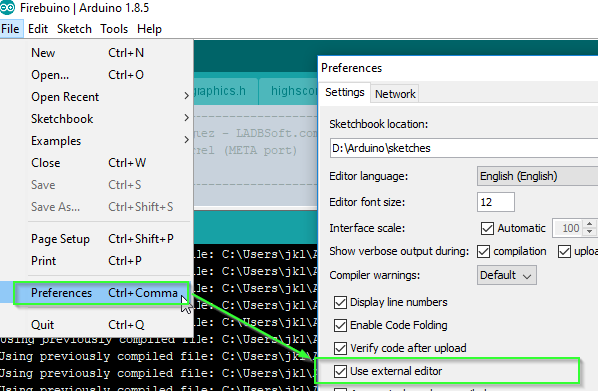 Firebuino | Arduino 1.8.5
File Edit Sketch Tools Help
New Ctrl+N
Open... Ctrl+O
Open Recent
Sketchbook
Examples
Close Ctrl+W
Save Ctrl+S
Save As... Ctrl+Shift+S
Page Setup Ctrl+Shift+P
Print Ctrl+P
Preferences Ctrl+Comma
Quit Ctrl+Q
graphics.h
- LADBSoft.com
(META port)
file: C:\Users\jkl\A
file: C:\Users\jkl\A
file: C:\Users\jkl\A
file: C:\Users\jkl\A
Using previously compiled file: C:\Users\jkl\A
Using previously compiled file: C:\Users\jkl\A
Using previously compiled file: C:\Users\jkl\A
Preferences
Settings Network
Sketchbook location:
D:\Arduino\sketches
Editor language: English (English)
Editor font size: 12
Interface scale: Automatic 100
Show verbose output during: compilation
Compiler warnings: Default
Display line numbers
Enable Code Folding
Verify code after upload
Use external editor